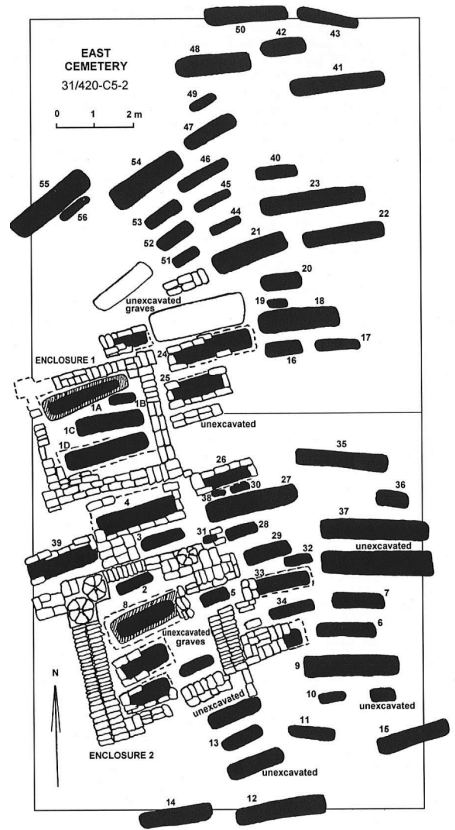 50
43
EAST
CEMETERY
31/420-C5-2
48
42
0 1 2 m
41
49
47
54
46
40
55
45
23
56
53
44
22
52
21
51
20
unexcavated
graves
19
18
24
16
17
ENCLOSURE 1
25
1A
1B
1C
unexcavated
1D
35
26
27
36
4
38
30
37
39
3
31
28
unexcavated
29
32
2
33
8
5
7
34
unexcavated
graves
6
9
N
10
unexcavated
unexcavated
11
15
13
ENCLOSURE 2
unexcavated
14
12